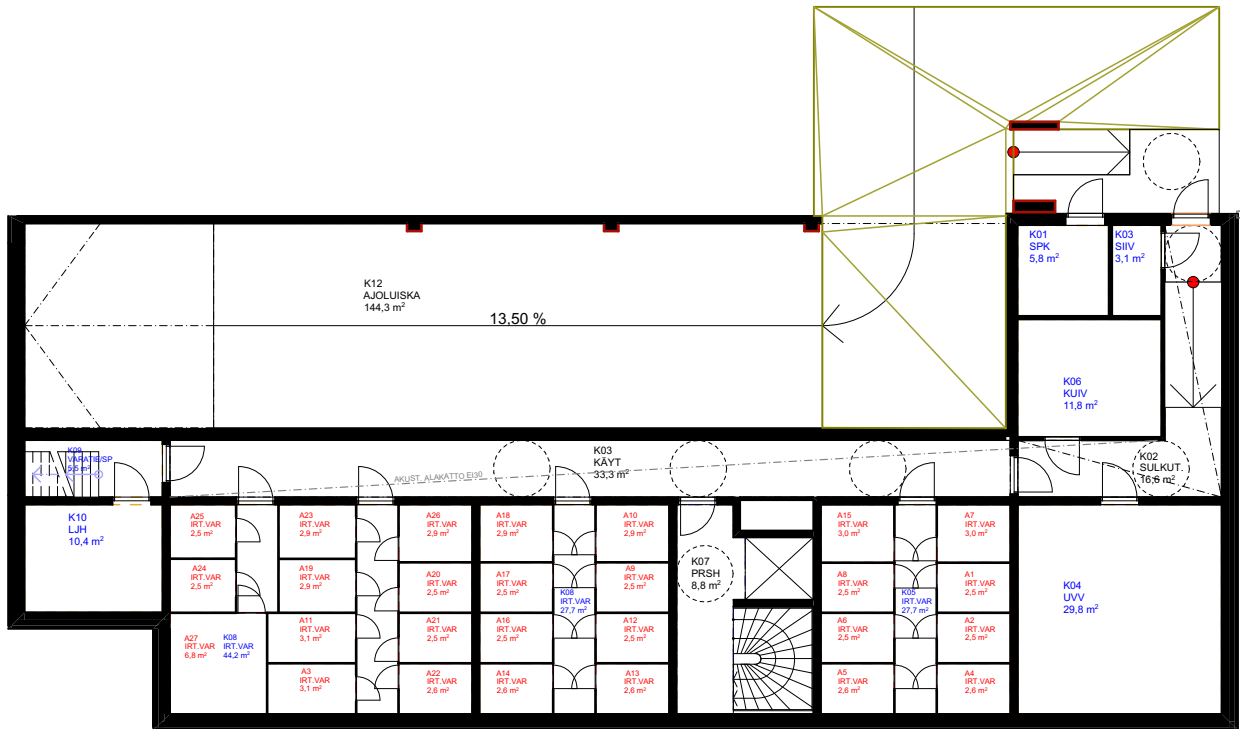 K01
SPK
5,8 m²
K03
SIIV
3,1 m²
K12
AJOLUISKA
144,3 m²
13,50 %
K06
KUIV
11,8 m²
K09
VARATIE/SP
5,5 m²
K03
KÄYT
33,3 m²
AKUST. ALAKATTO EI30
K02
SULKUT.
16,6 m²
K10
LJH
10,4 m²
A25
IRT.VAR
2,5 m²
A23
IRT.VAR
2,9 m²
A26
IRT.VAR
2,9 m²
A18
IRT.VAR
2,9 m²
A10
IRT.VAR
2,9 m²
A15
IRT.VAR
3,0 m²
A7
IRT.VAR
3,0 m²
A24
IRT.VAR
2,5 m²
A19
IRT.VAR
2,9 m²
A20
IRT.VAR
2,5 m²
A17
IRT.VAR
2,5 m²
K08
IRT.VAR
27,7 m²
A9
IRT.VAR
2,5 m²
K07
PRSH
8,8 m²
A8
IRT.VAR
2,5 m²
K05
IRT.VAR
27,7 m²
A1
IRT.VAR
2,5 m²
K04
UVV
29,8 m²
A27
IRT.VAR
6,8 m²
K08
IRT.VAR
44,2 m²
A11
IRT.VAR
3,1 m²
A21
IRT.VAR
2,5 m²
A16
IRT.VAR
2,5 m²
A12
IRT.VAR
2,5 m²
A6
IRT.VAR
2,5 m²
A2
IRT.VAR
2,5 m²
A3
IRT.VAR
3,1 m²
A22
IRT.VAR
2,6 m²
A14
IRT.VAR
2,6 m²
A13
IRT.VAR
2,6 m²
A5
IRT.VAR
2,6 m²
A4
IRT.VAR
2,6 m²